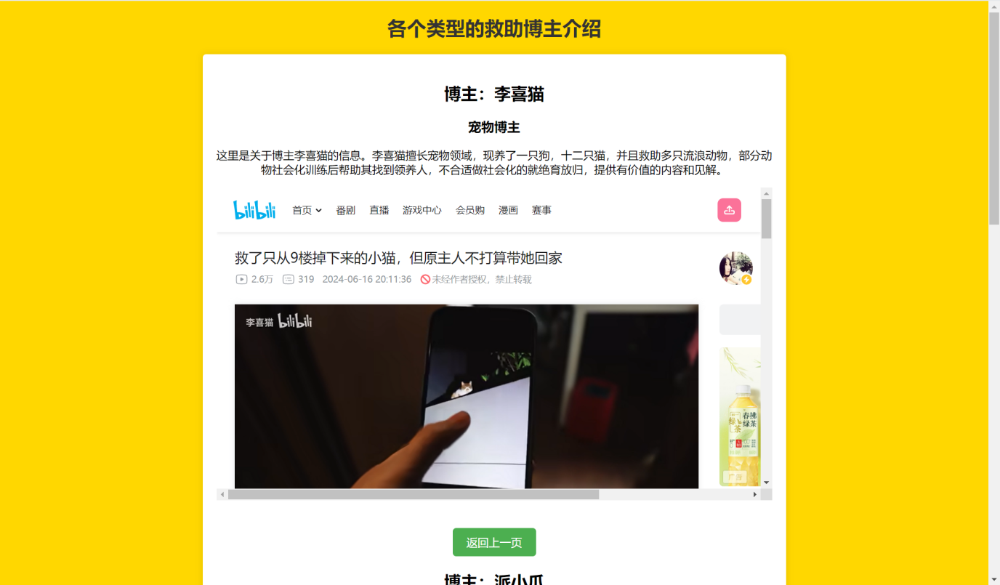 各个类型的救助博主介绍
博主：李喜猫
宠物博主
这里是关于博主李喜猫的信息。李喜猫擅长宠物领域，现养了一只狗，十二只猫，并且救助多只流浪动物，部分动
物社会化训练后帮助其找到领养人，不合适做社会化的就绝育放归，提供有价值的内容和见解。
bilibili 首页 番剧 直播 游戏中心 会员购 漫画 赛事
救了只从9楼掉下来的小猫，但原主人不打算带她回家
2.6万 319 2024-06-16 20:11:36 未经作者授权，禁止转载
李喜猫 bilibili
春拂
绿茶
广告
返回上一页
博主：派小瓜